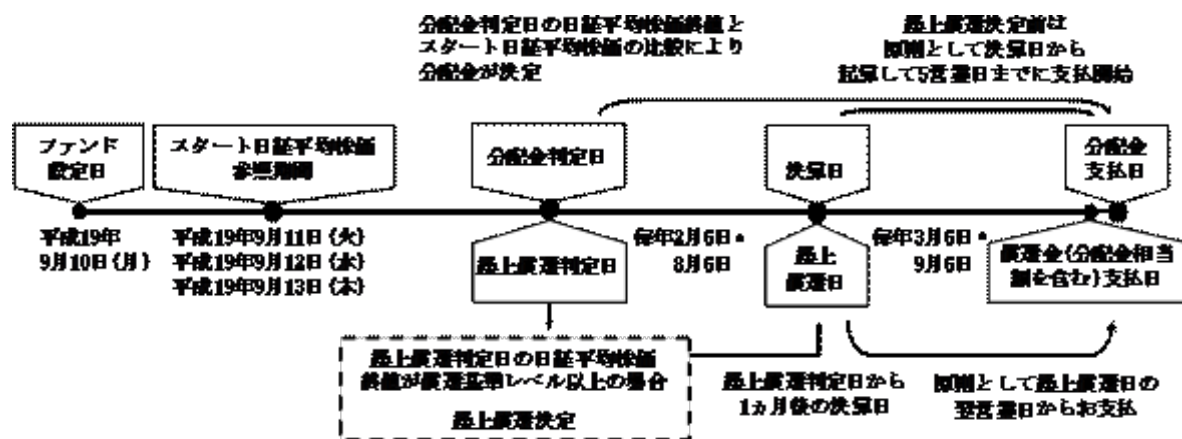 分配金判定日の日経平均株価終値と
スタート日経平均株価の比較により
分配金が決定
繰上償還決定前は
原則として決算日から
起算して5営業日までに支払開始
ファンド
設定日
スタート日経平均株価
参照期間
分配金判定日
決算日
分配金
支払日
平成19年
9月10日(月)
平成19年9月11日(火)
平成19年9月12日(水)
平成19年9月13日(木)
繰上償還判定日
毎年2月6日・
8月6日
繰上
償還日
毎年3月6日・
9月6日
償還金(分配金相当
額を含む)支払日
繰上償還判定日の日経平均株価
終値が償還基準レベル以上の場合
繰上償還決定
繰上償還判定日から
1ヵ月後の決算日
原則として繰上償還日の
翌営業日からお支払